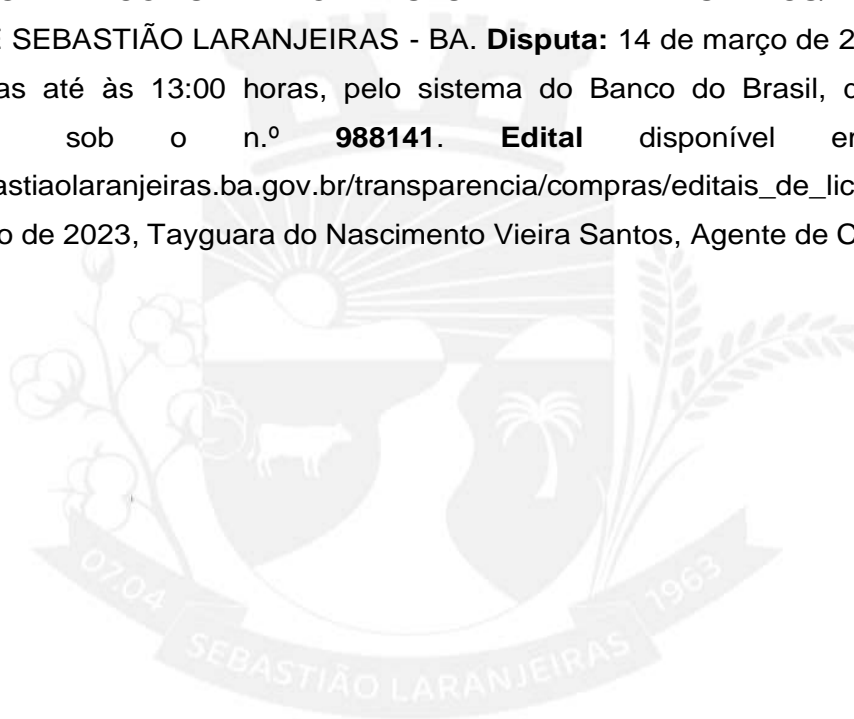 E SEBASTIÃO LARANJEIRAS - BA. Disputa: 14 de março de 2
as até às 13:00 horas, pelo sistema do Banco do Brasil,
sob o n.º 988141. Edital disponível
astiaolaranjeiras.ba.gov.br/transparencia/compras/editais_de_lic
o de 2023, Tayguara do Nascimento Vieira Santos, Agente de C
07.04
1963
SEBASTIÃO LARANJEIRAS